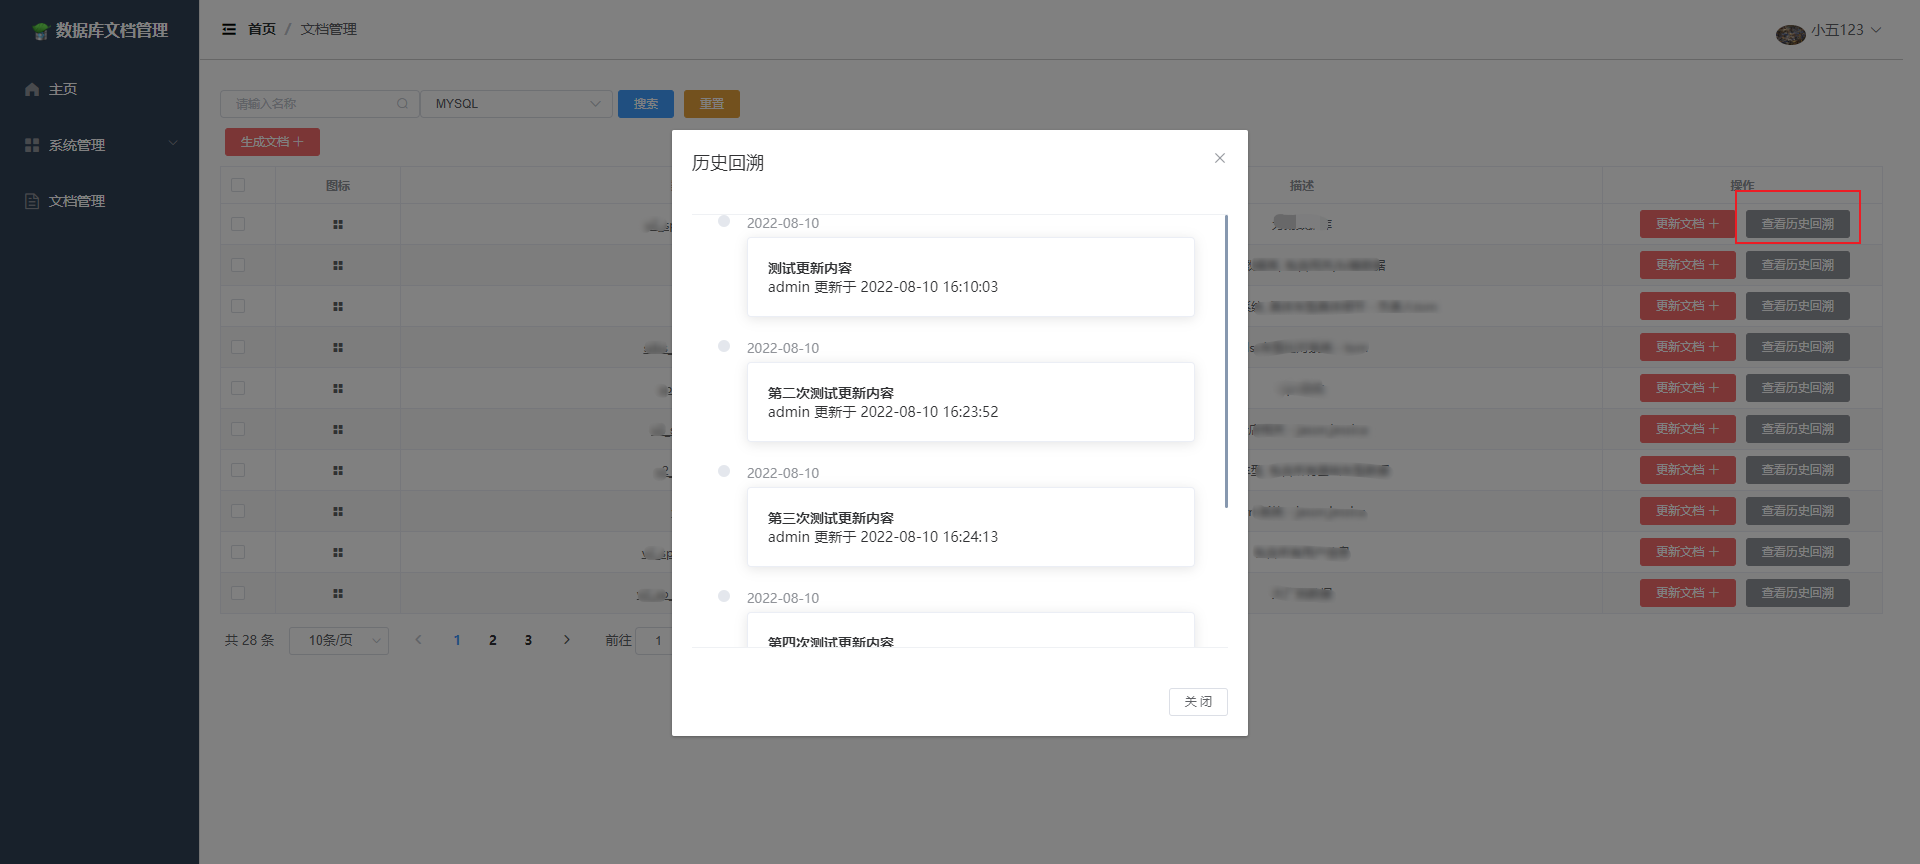 数据库文档管理
首页 / 文档管理
小五123
主页
系统管理
文档管理
请输入名称
MYSQL
搜索
重置
生成文档
图标
描述
操作
更新文档
查看历史回溯
更新文档
查看历史回溯
更新文档
查看历史回溯
更新文档
查看历史回溯
更新文档
查看历史回溯
更新文档
查看历史回溯
更新文档
查看历史回溯
更新文档
查看历史回溯
更新文档
查看历史回溯
更新文档
查看历史回溯
共 28 条
10条/页
1
2
3
前往
1
历史回溯
2022-08-10
测试更新内容
admin 更新于 2022-08-10 16:10:03
2022-08-10
第二次测试更新内容
admin 更新于 2022-08-10 16:23:52
2022-08-10
第三次测试更新内容
admin 更新于 2022-08-10 16:24:13
2022-08-10
第四次测试更新内容
关 闭